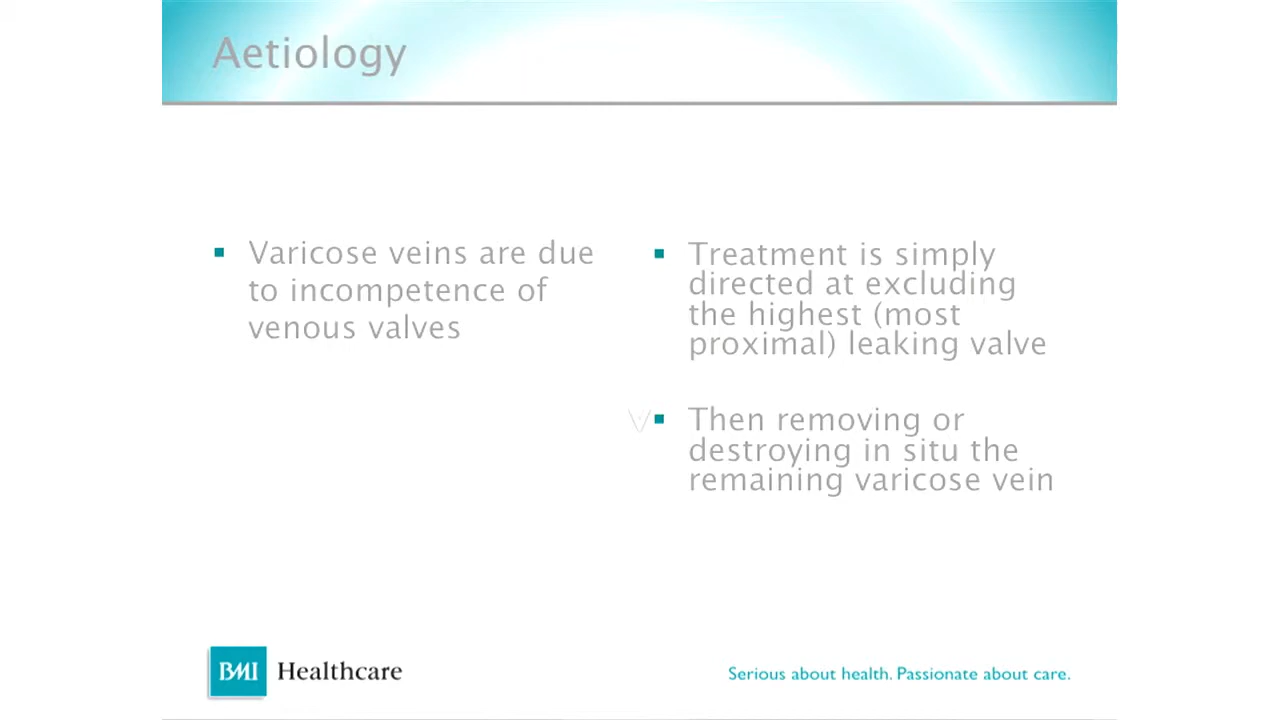 Aetiology
Varicose veins are due
to incompetence of
venous valves
Treatment is simply
directed at excluding
the highest (most
proximal) leaking valve
Then removing or
destroying in situ the
remaining varicose vein
BMI Healthcare
Serious about health. Passionate about care.